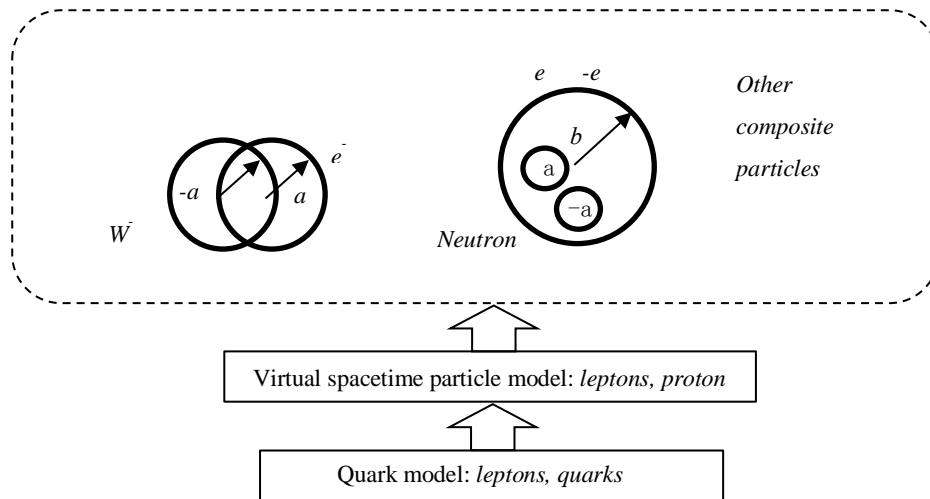 e -e
Other
composite
particles
b
e-
-a
a
a
-a
W-
Neutron
Virtual spacetime particle model: leptons, proton
Quark model: leptons, quarks